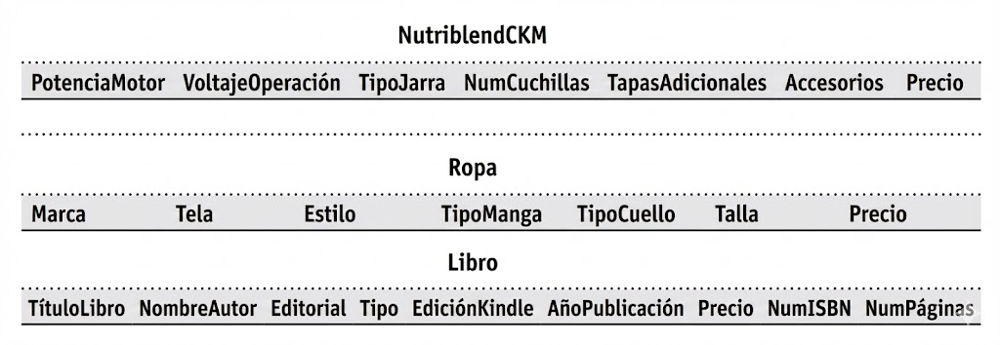 NutriblendCKM
PotenciaMotor VoltajeOperación TipoJarra NumCuchillas TapasAdicionales Accesorios Precio
Ropa
Marca Tela Estilo TipoManga TipoCuello Talla Precio
Libro
TítuloLibro NombreAutor Editorial Tipo EdiciónKindle AñoPublicación Precio NumISBN NumPáginas